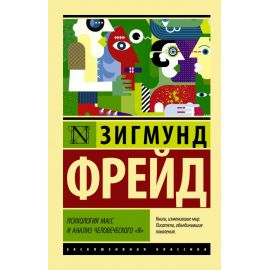 N
ЗИГМУНД
ФРЕЙД
ПСИХОЛОГИЯ МАСС
И АНАЛИЗ ЧЕЛОВЕЧЕСКОГО «Я»
Книги, изменившие мир.
Писатели, объединившие
поколения.
ЭКСКЛЮЗИВНАЯ КЛАССИКА